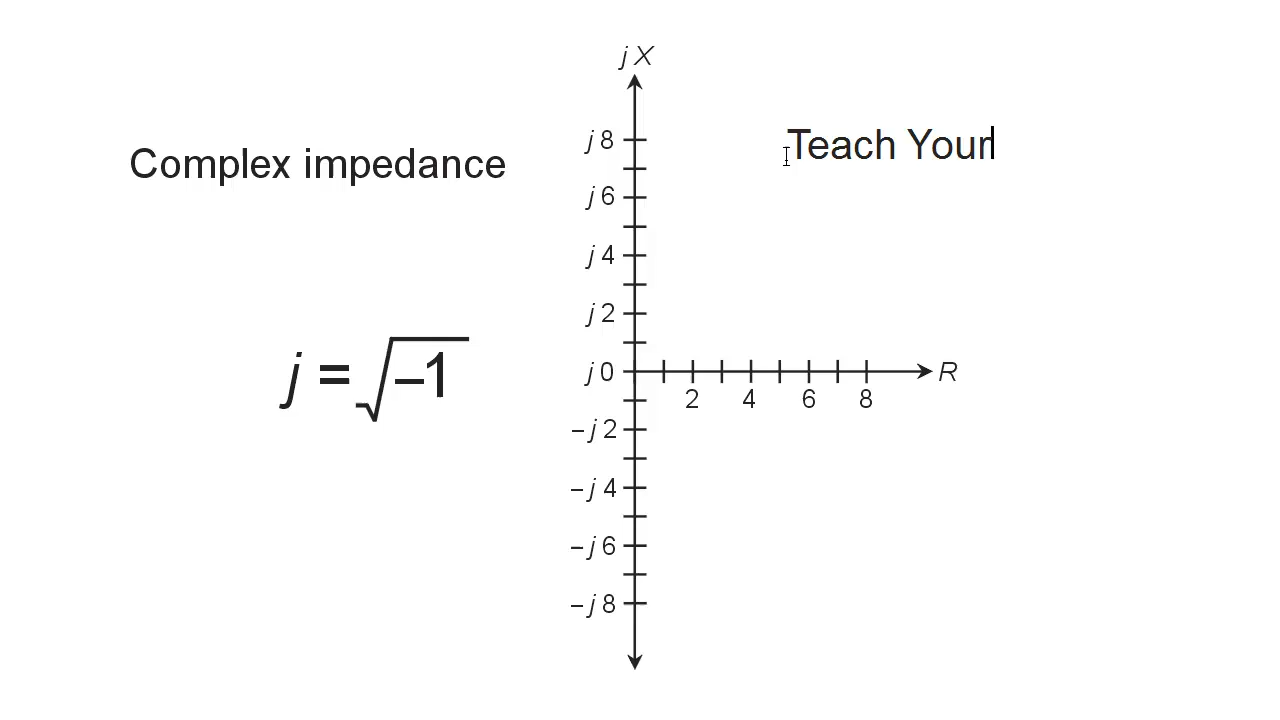 j X
Teach Your
Complex impedance
j 8
j 6
j 4
j 2
j = √–1
j 0
R
2 4 6 8
– j 2
– j 4
– j 6
– j 8